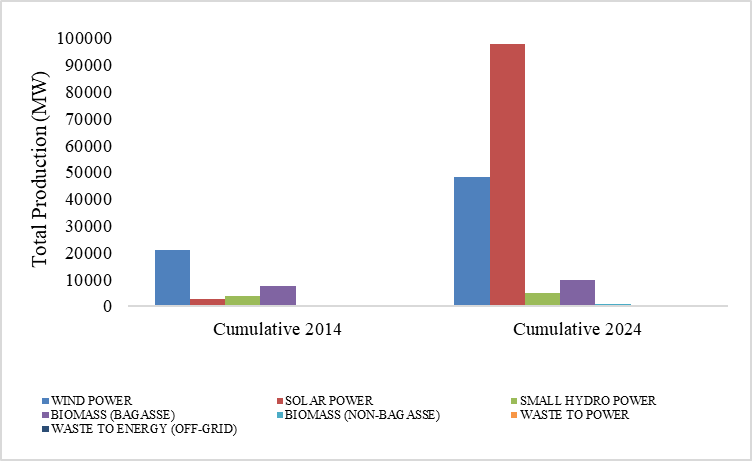 Total Production (MW)
100000
90000
80000
70000
60000
50000
40000
30000
20000
10000
0
Cumulative 2014 Cumulative 2024
WIND POWER SOLAR POWER SMALL HYDRO POWER
BIOMASS (BAGASSE) BIOMASS (NON-BAGASSE) WASTE TO POWER
WASTE TO ENERGY (OFF-GRID)